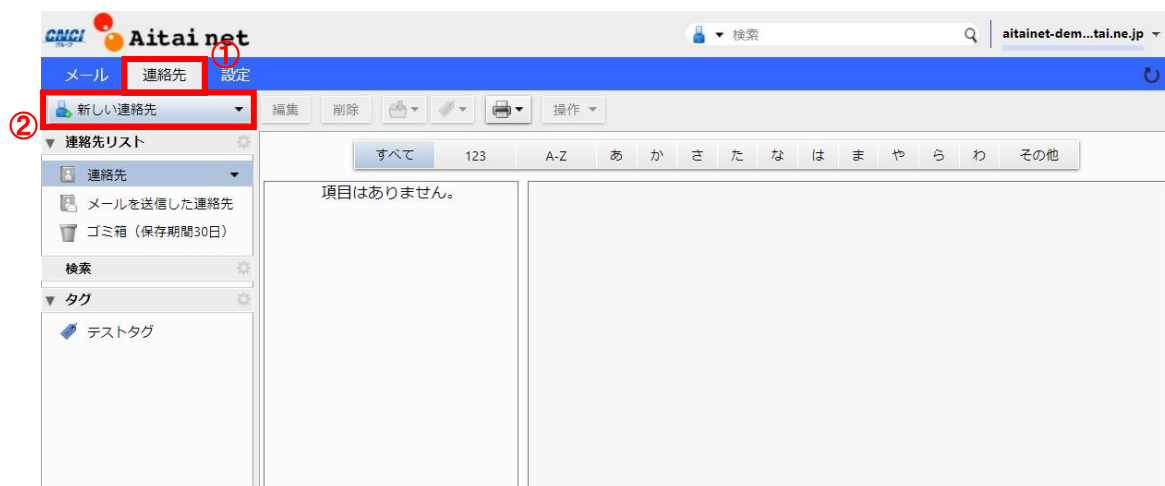 CNCI グループ Aitai net
検索
aitainet-dem...tai.ne.jp
①
メール 連絡先 設定
②
新しい連絡先 編集 削除 操作
連絡先リスト
すべて 123 A-Z あ か さ た な は ま や ら わ その他
連絡先
項目はありません。
メールを送信した連絡先
ゴミ箱（保存期間30日）
検索
タグ
テストタグ